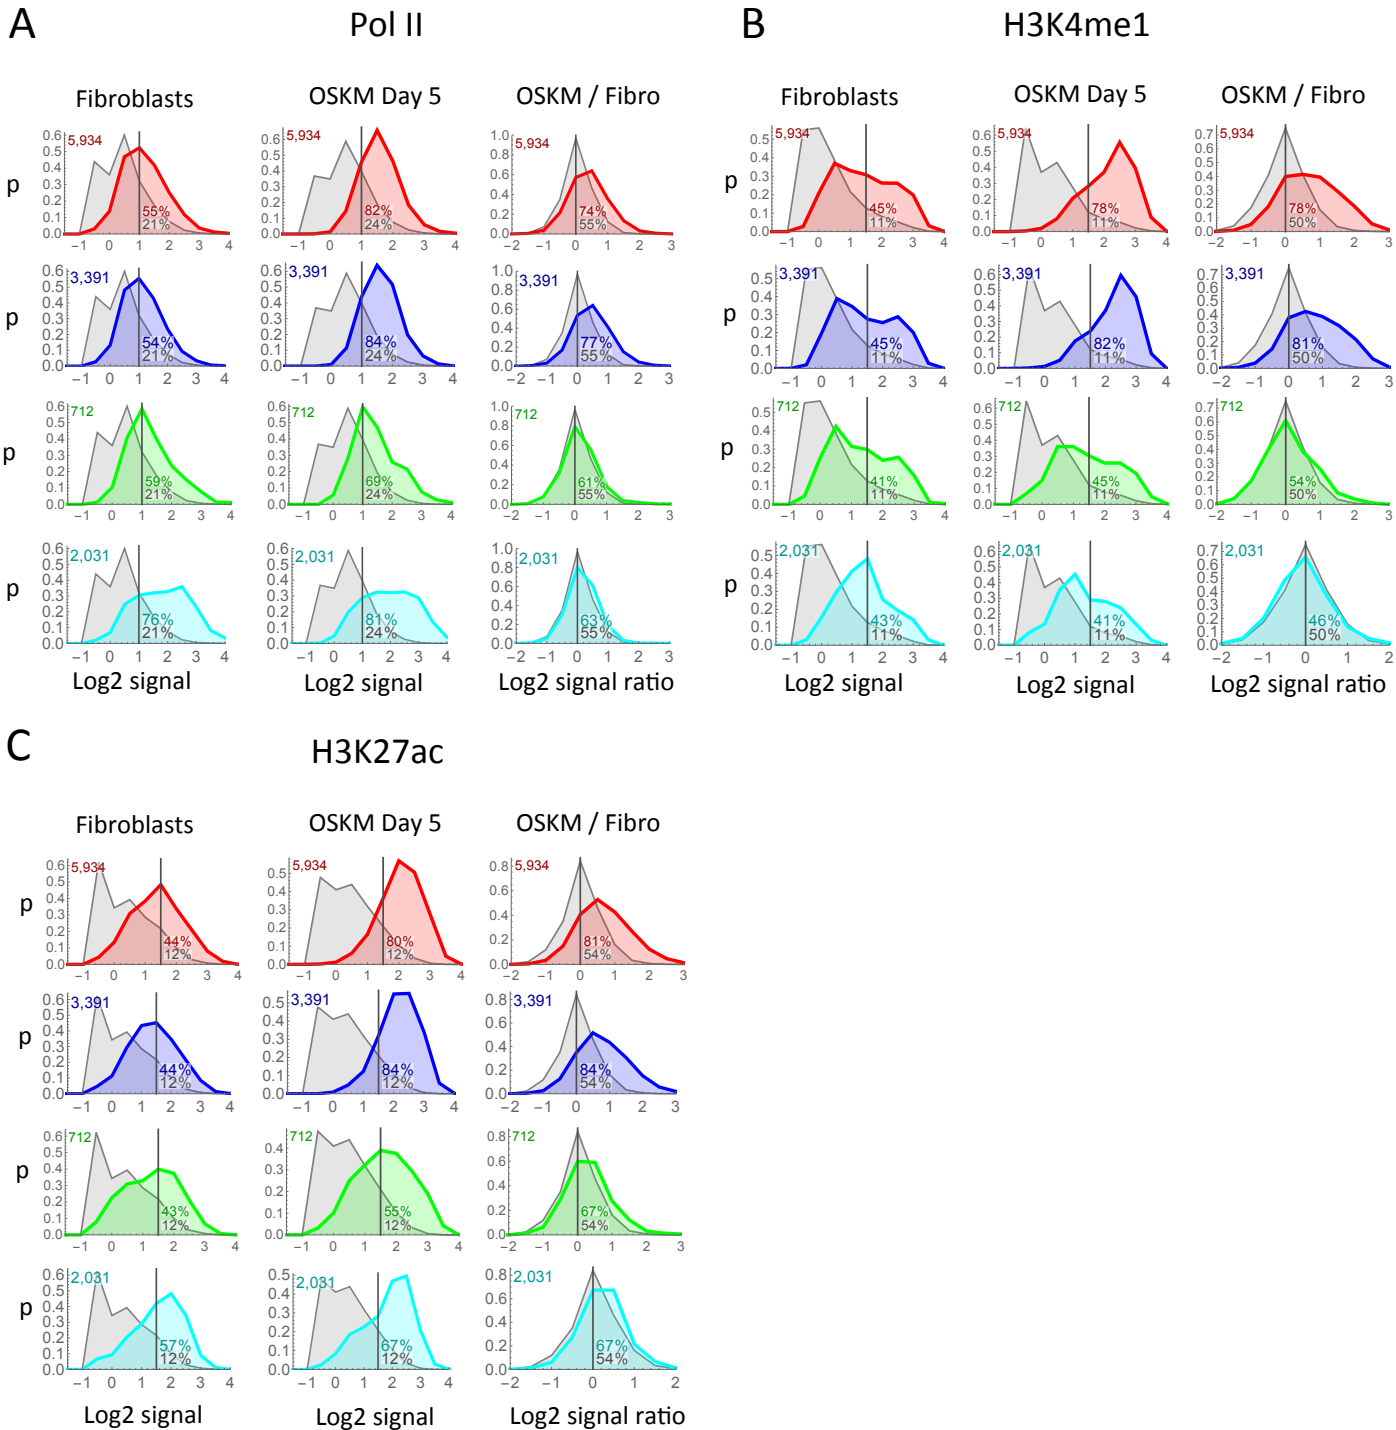 A Pol II
Fibroblasts OSKM Day 5 OSKM / Fibro
p
5,934 55% 21%
5,934 82% 24%
5,934 74% 55%
p
3,391 54% 21%
3,391 84% 24%
3,391 77% 55%
p
712 59% 21%
712 69% 24%
712 61% 55%
p
2,031 76% 21%
2,031 81% 24%
2,031 63% 55%
Log2 signal Log2 signal Log2 signal ratio
B H3K4me1
Fibroblasts OSKM Day 5 OSKM / Fibro
p
5,934 45% 11%
5,934 78% 11%
5,934 78% 50%
p
3,391 45% 11%
3,391 82% 11%
3,391 81% 50%
p
712 41% 11%
712 45% 11%
712 54% 50%
p
2,031 43% 11%
2,031 41% 11%
2,031 46% 50%
Log2 signal Log2 signal Log2 signal ratio
C H3K27ac
Fibroblasts OSKM Day 5 OSKM / Fibro
p
5,934 44% 12%
5,934 80% 12%
5,934 81% 54%
p
3,391 44% 12%
3,391 84% 12%
3,391 84% 54%
p
712 43% 12%
712 55% 12%
712 67% 54%
p
2,031 57% 12%
2,031 67% 12%
2,031 67% 54%
Log2 signal Log2 signal Log2 signal ratio